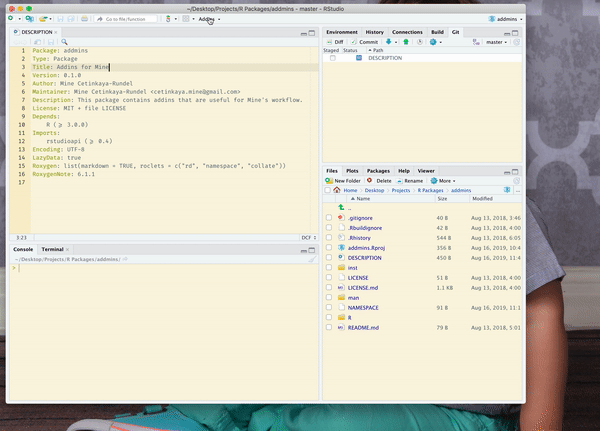 ~/Desktop/Projects/R Packages/addmins - master - RStudio
Go to file/function
Addins
addmins
DESCRIPTION
1 Package: addmins
2 Type: Package
3 Title: Addins for Mine
4 Version: 0.1.0
5 Author: Mine Cetinkaya-Rundel
6 Maintainer: Mine Cetinkaya-Rundel <cetinkaya.mine@gmail.com>
7 Description: This package contains addins that are useful for Mine's workflow.
8 License: MIT + file LICENSE
9 Depends:
10 R (≥ 3.0.0)
11 Imports:
12 rstudioapi (≥ 0.4)
13 Encoding: UTF-8
14 LazyData: true
15 Roxygen: list(markdown = TRUE, roclets = c("rd", "namespace", "collate"))
16 RoxygenNote: 6.1.1
17
3:23
DCF
Console Terminal
~/Desktop/Projects/R Packages/addmins/
>
Environment History Connections Build Git
Diff Commit More master
Staged Status Path
DESCRIPTION
Files Plots Packages Help Viewer
New Folder Delete Rename More
Home Desktop Projects R Packages addmins
Name Size Modified
..
.gitignore 40 B Aug 13, 2018, 3:46
.Rbuildignore 42 B Aug 13, 2018, 4:00
.Rhistory 544 B Aug 13, 2018, 6:05
addmins.Rproj 356 B Aug 16, 2019, 10:4
DESCRIPTION 450 B Aug 16, 2019, 11:4
inst
LICENSE 51 B Aug 13, 2018, 4:00
LICENSE.md 1.1 KB Aug 13, 2018, 4:00
man
NAMESPACE 91 B Aug 16, 2019, 11:1
R
README.md 79 B Aug 13, 2018, 5:01